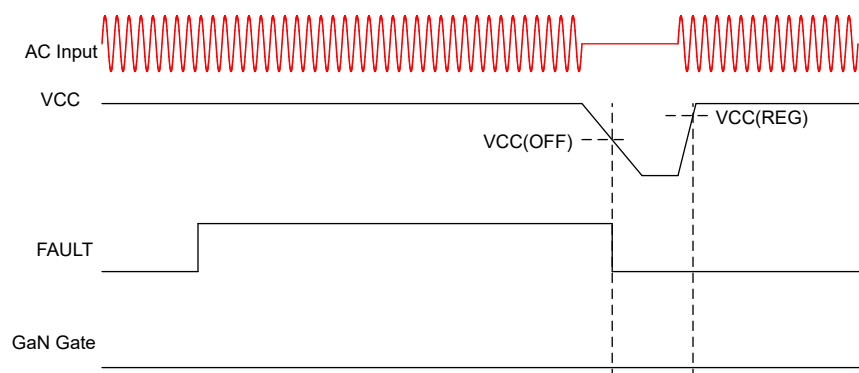 AC Input
VCC
VCC(OFF)
VCC(REG)
FAULT
GaN Gate